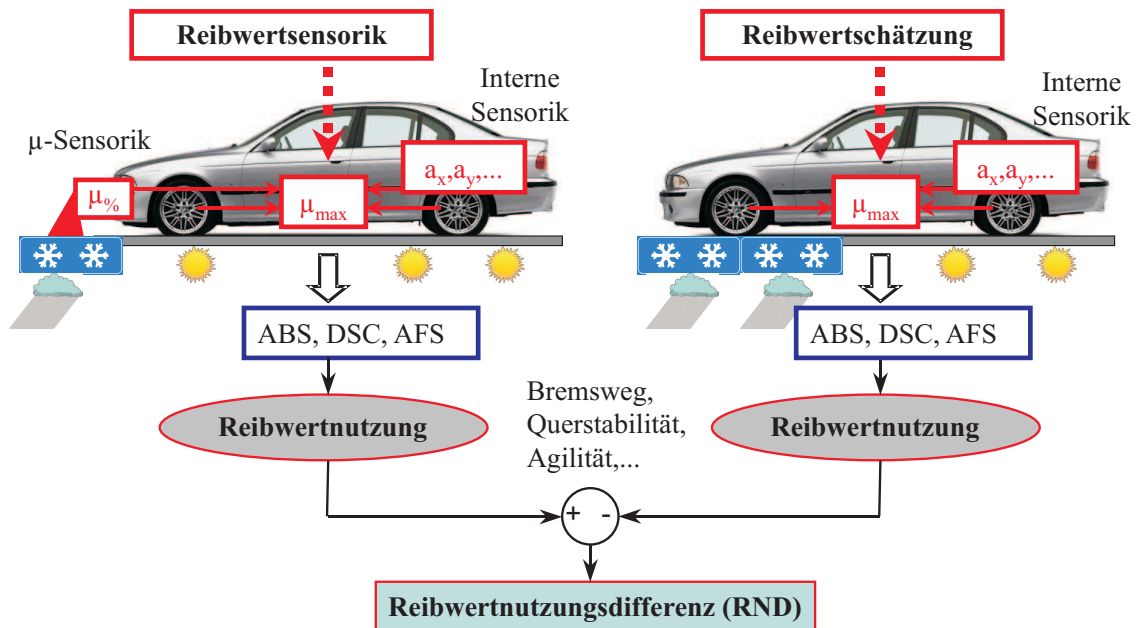 Reibwertsensorik
Interne
Sensorik
µ-Sensorik
µ%
µmax
ax,ay,...
ABS, DSC, AFS
Reibwertnutzung
Reibwertschätzung
Interne
Sensorik
ax,ay,...
µmax
ABS, DSC, AFS
Reibwertnutzung
Bremsweg,
Querstabilität,
Agilität,...
+ -
Reibwertnutzungsdifferenz (RND)